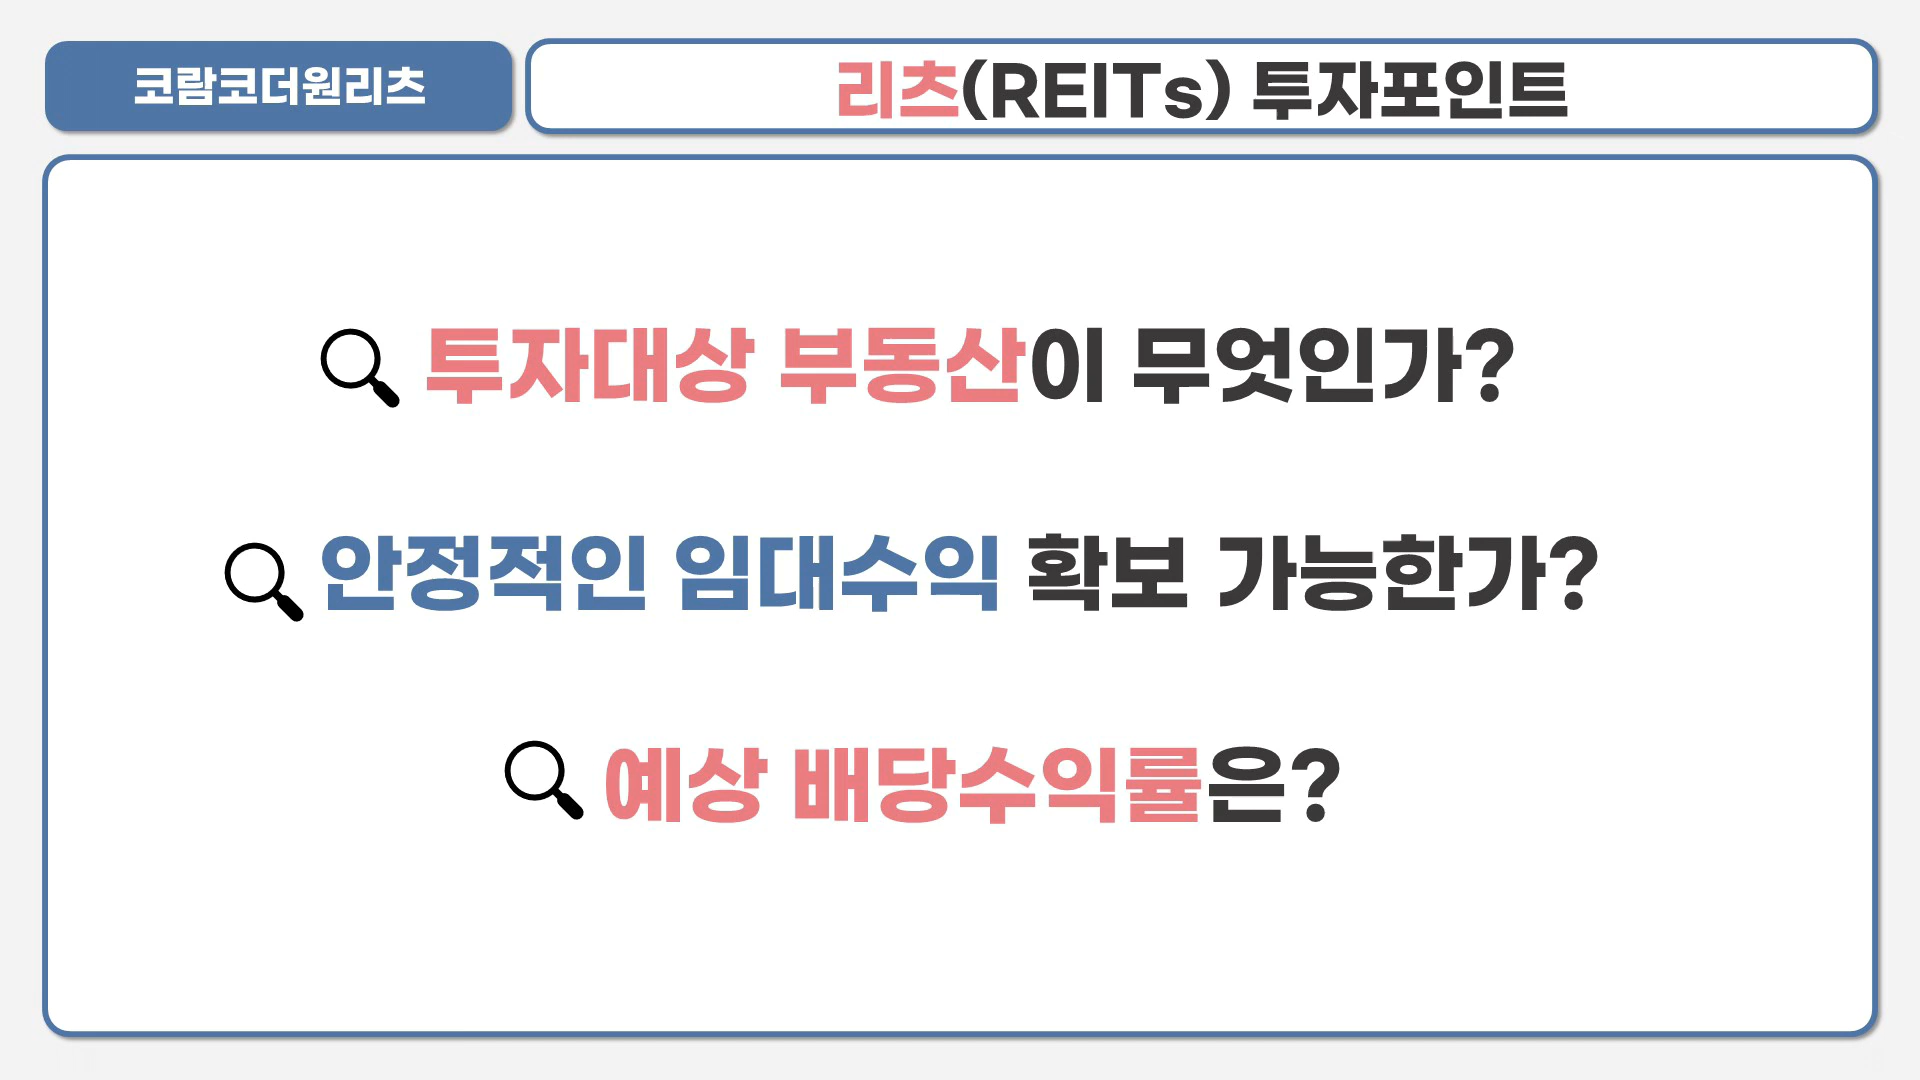 코람코더원리츠
리츠(REITs) 투자포인트
투자대상 부동산이 무엇인가?
안정적인 임대수익 확보 가능한가?
예상 배당수익률은?